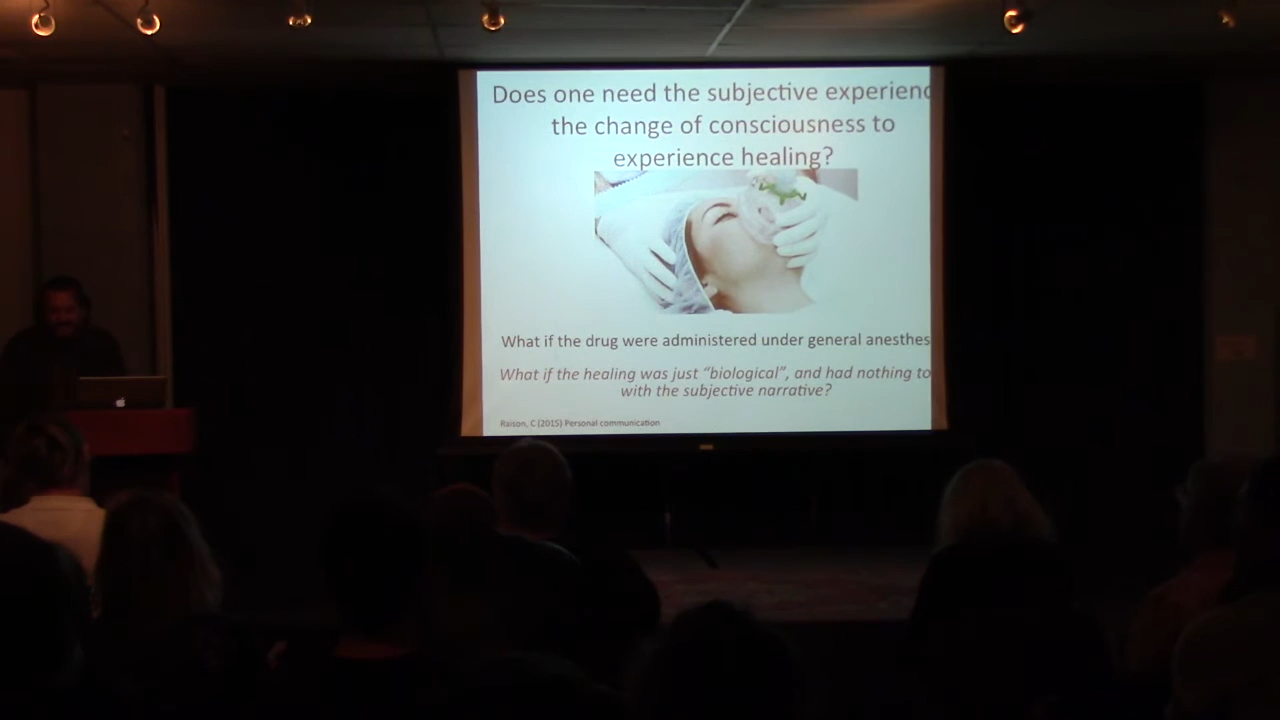 Does one need the subjective experienc
the change of consciousness to
experience healing?
What if the drug were administered under general anesthes
What if the healing was just “biological”, and had nothing to
with the subjective narrative?
Raison, C (2015) Personal communication